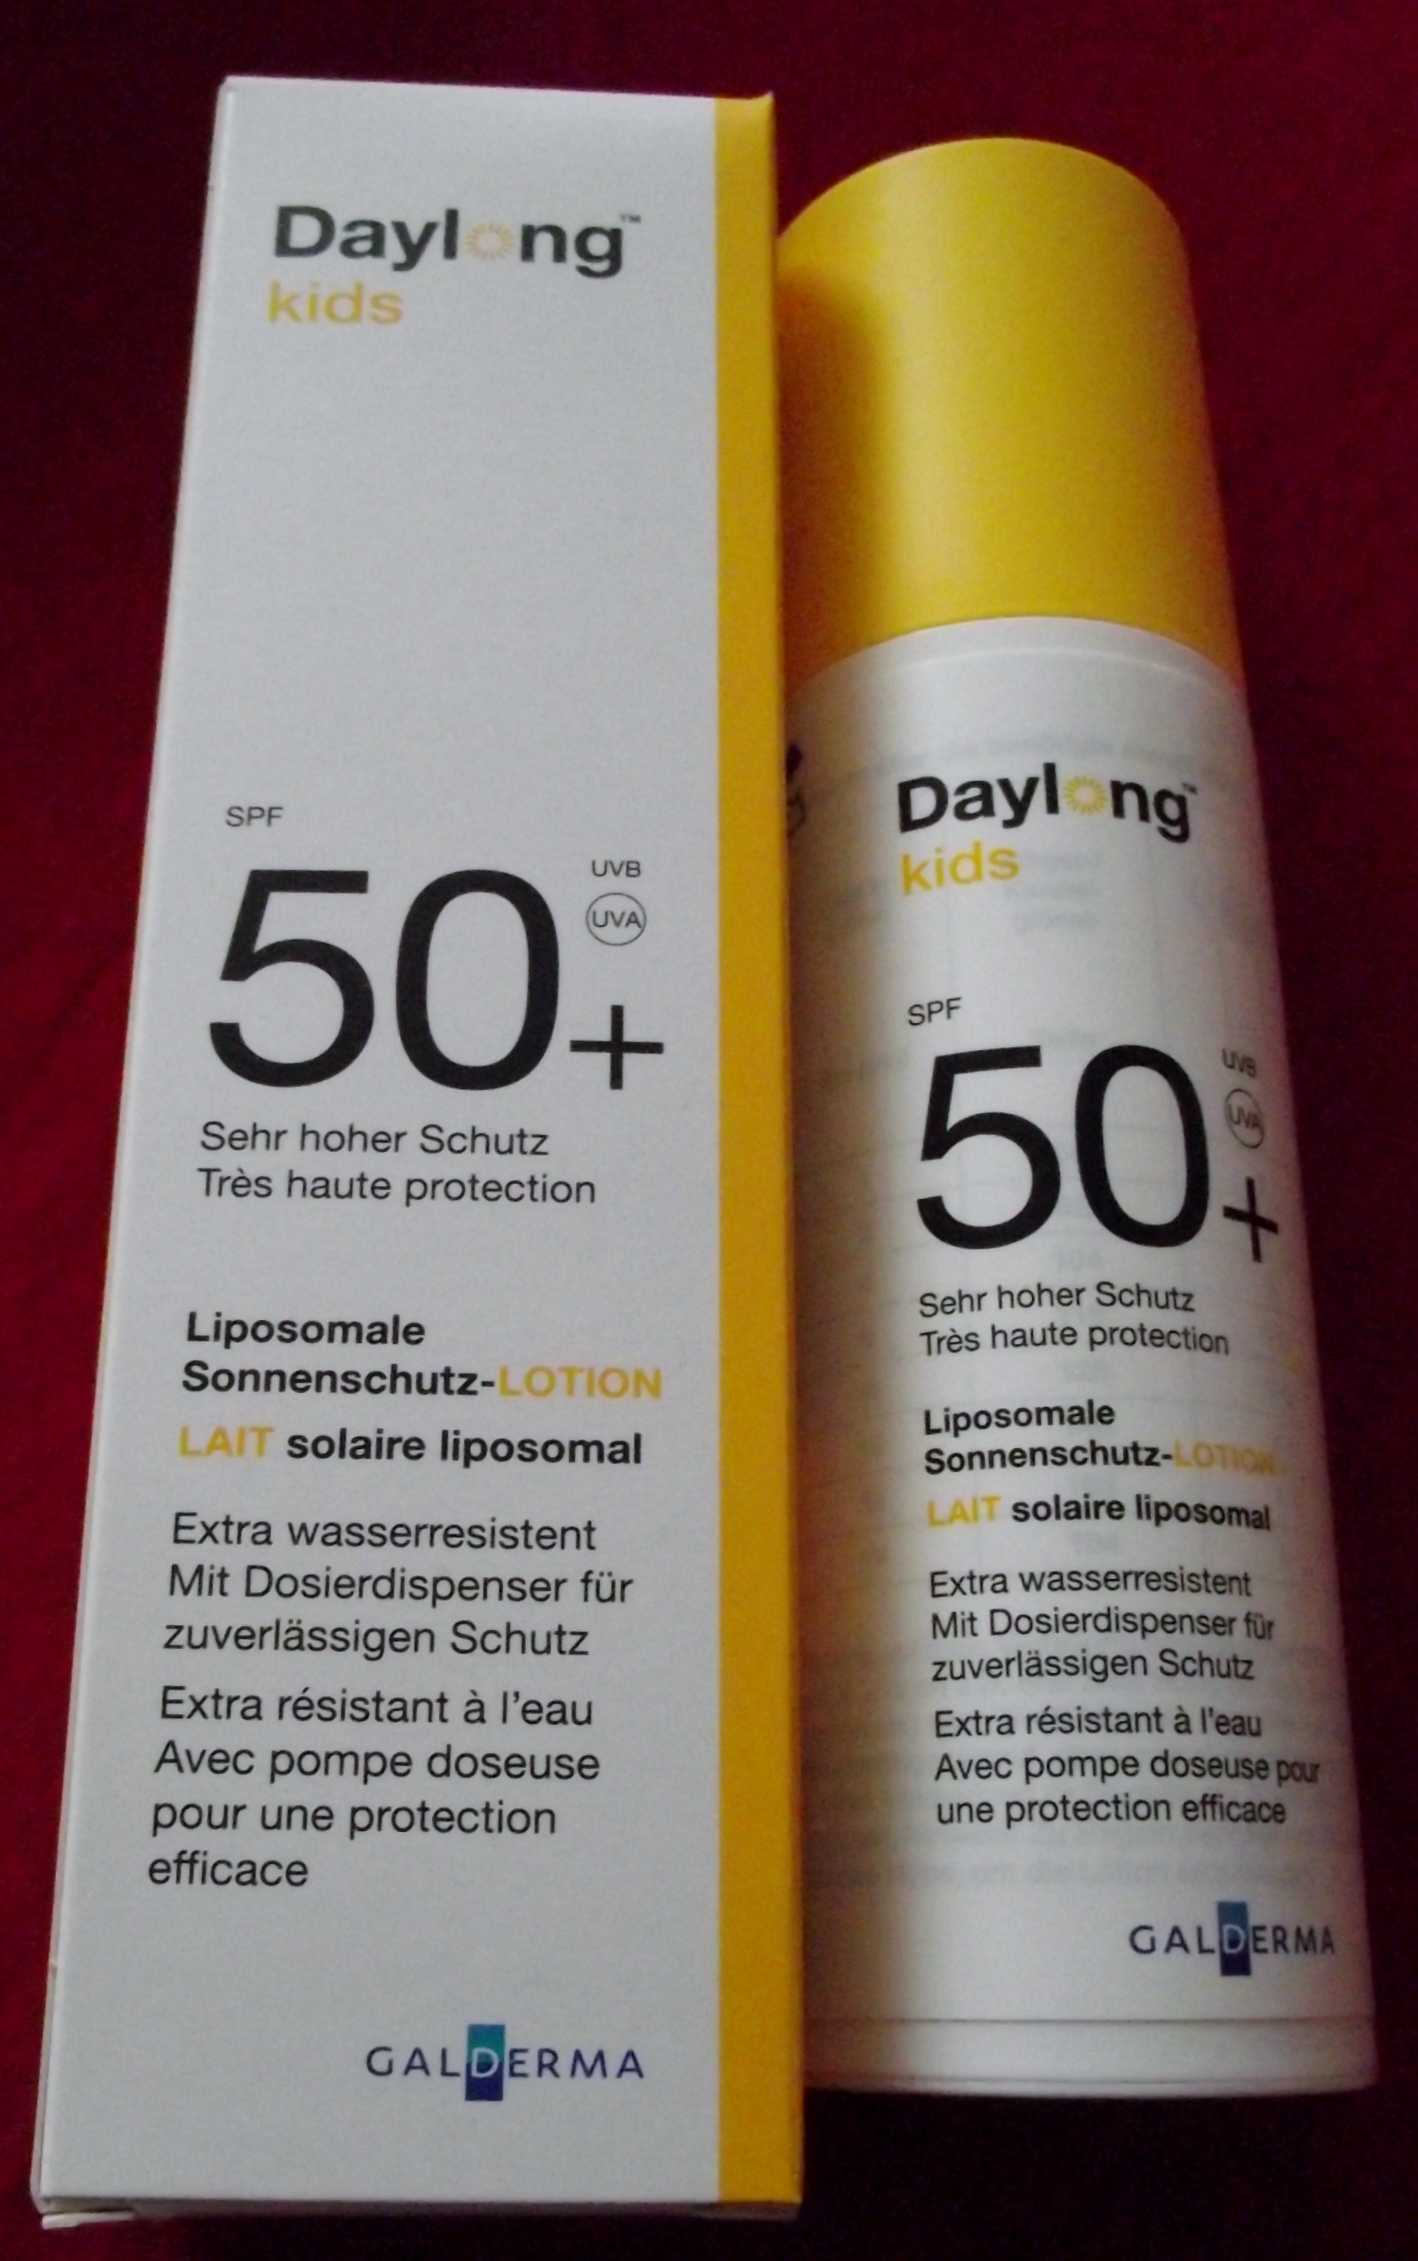 Daylong™
kids
SPF
50+
UVB
UVA
Sehr hoher Schutz
Très haute protection
Liposomale
Sonnenschutz-LOTION
LAIT solaire liposomal
Extra wasserresistent
Mit Dosierdispenser für
zuverlässigen Schutz
Extra résistant à l'eau
Avec pompe doseuse
pour une protection
efficace
GALDERMA
Daylong™
kids
SPF
50+
UVB
UVA
Sehr hoher Schutz
Très haute protection
Liposomale
Sonnenschutz-LOTION
LAIT solaire liposomal
Extra wasserresistent
Mit Dosierdispenser für
zuverlässigen Schutz
Extra résistant à l'eau
Avec pompe doseuse pour
une protection efficace
GALDERMA